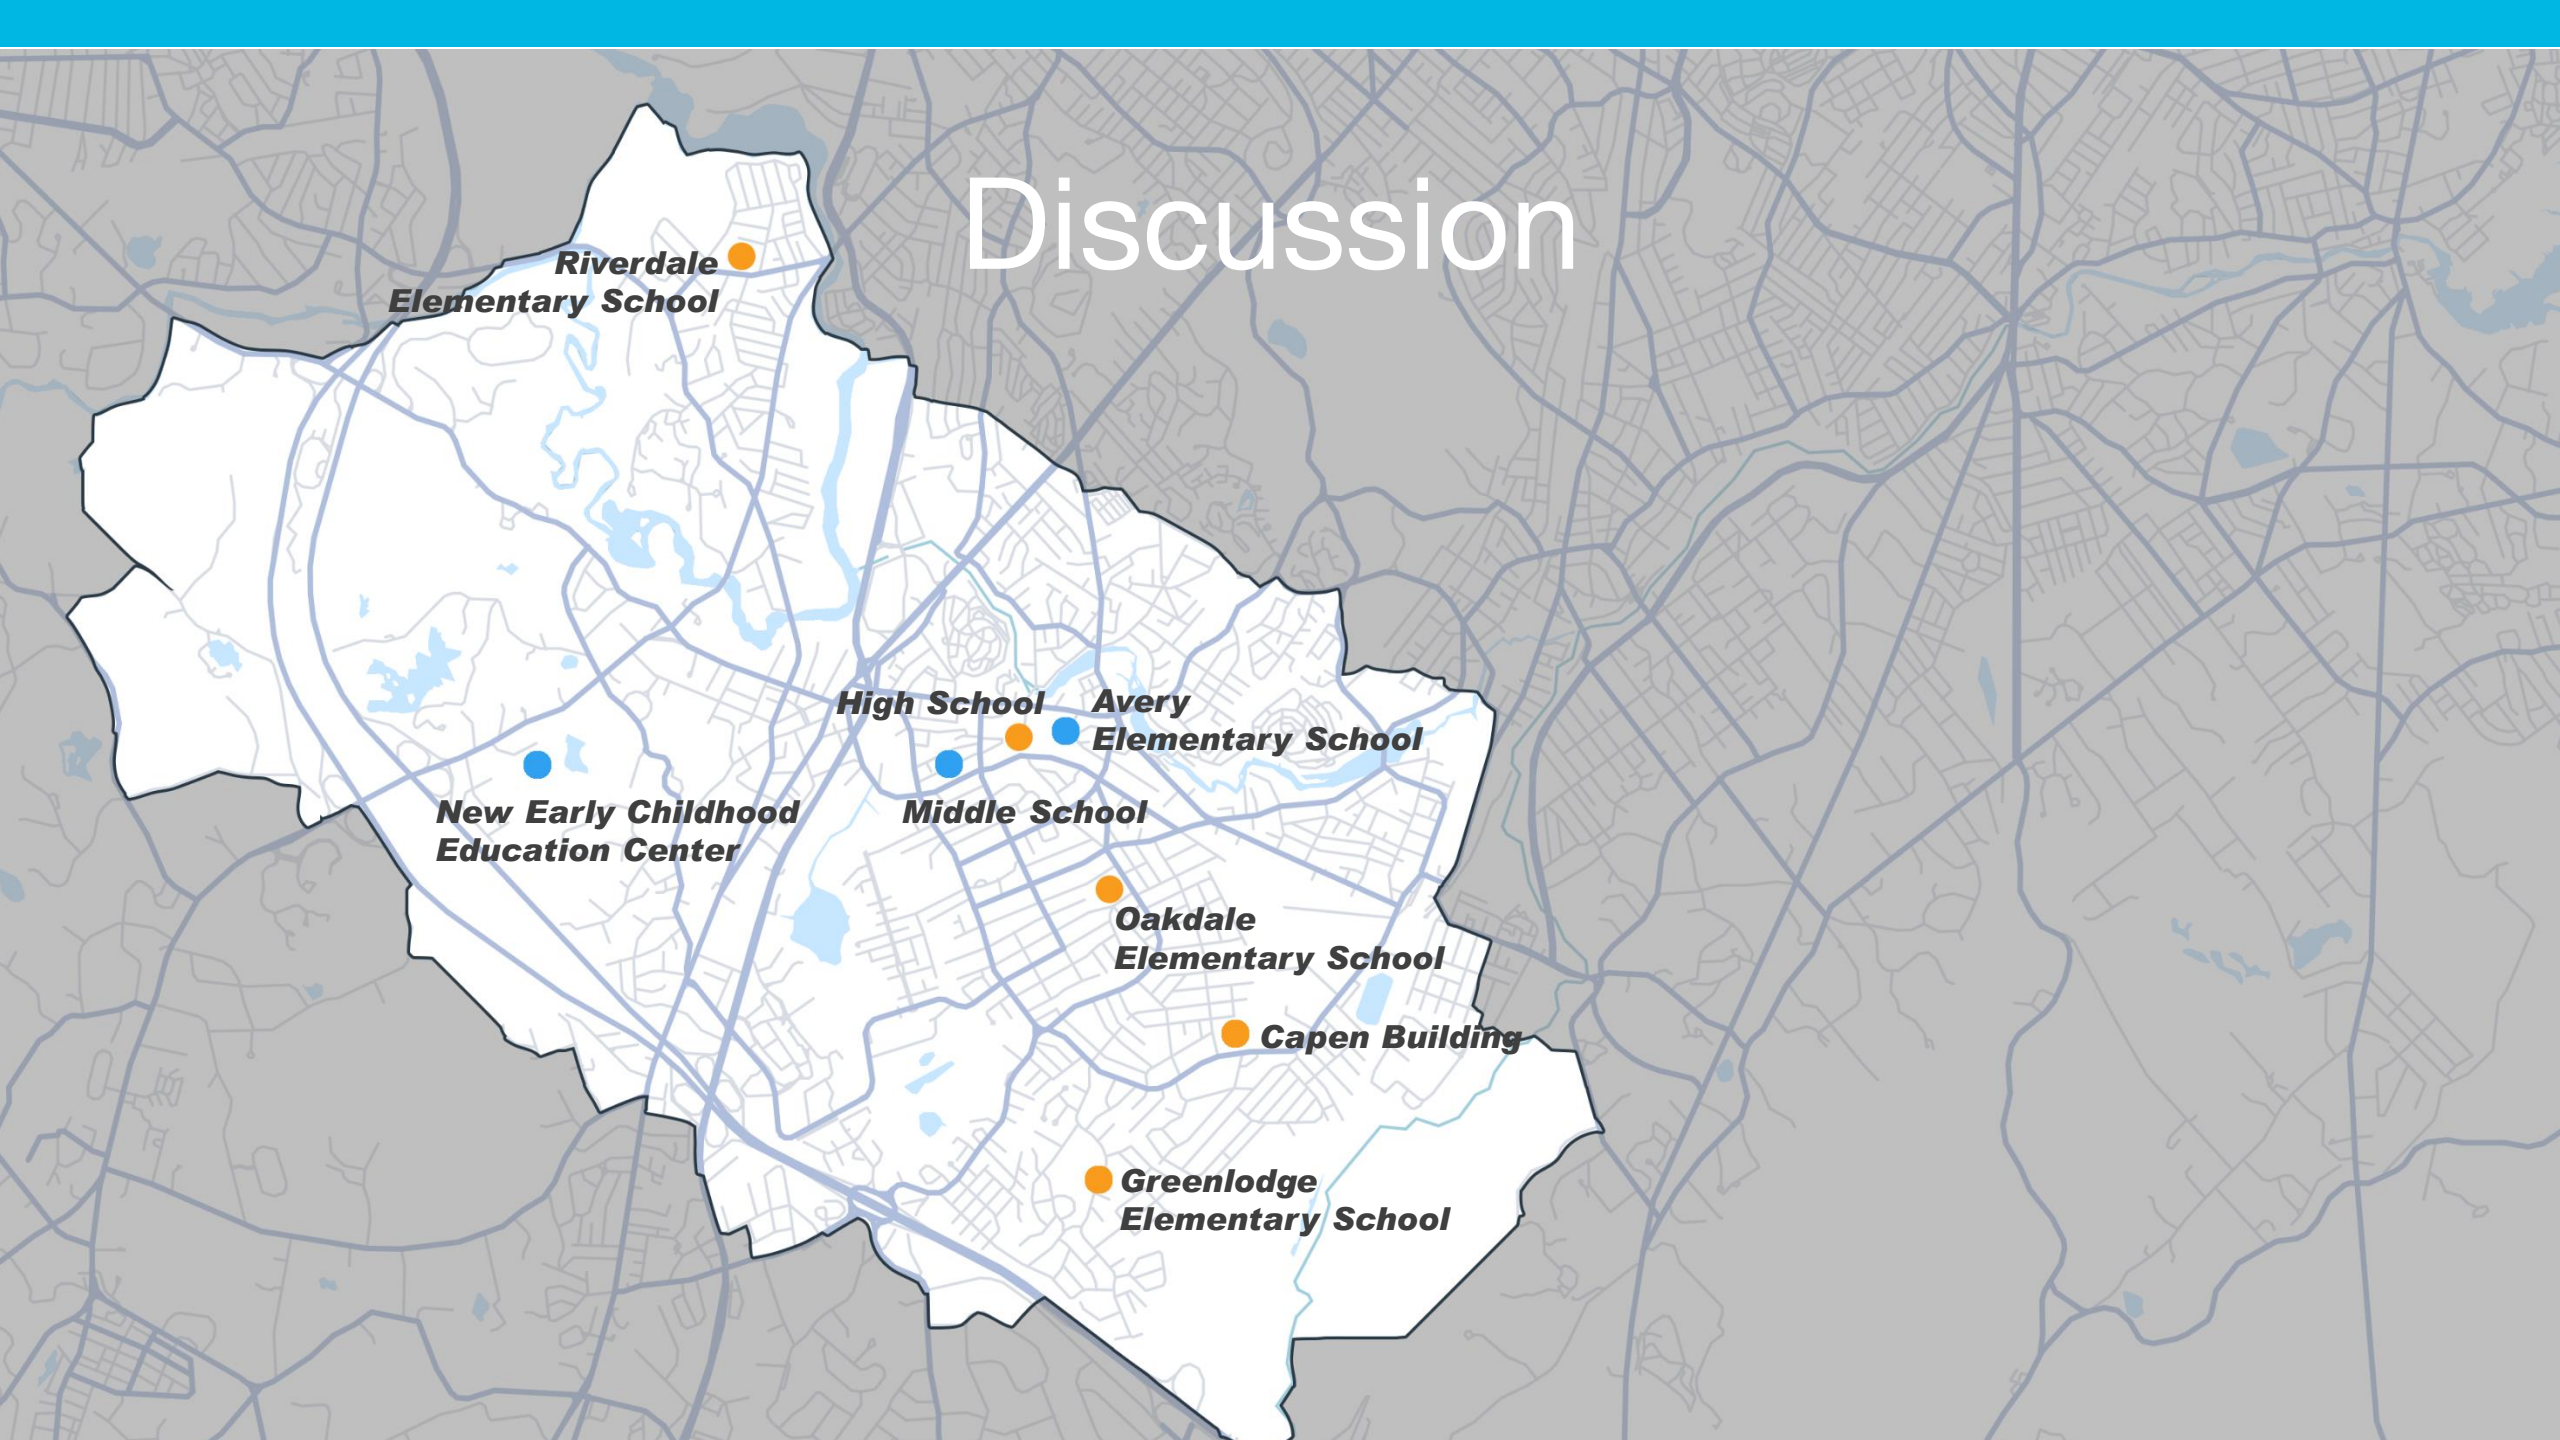 Discussion
Riverdale
Elementary School
High School
Avery
Elementary School
Middle School
New Early Childhood
Education Center
Oakdale
Elementary School
Capen Building
Greenlodge
Elementary School